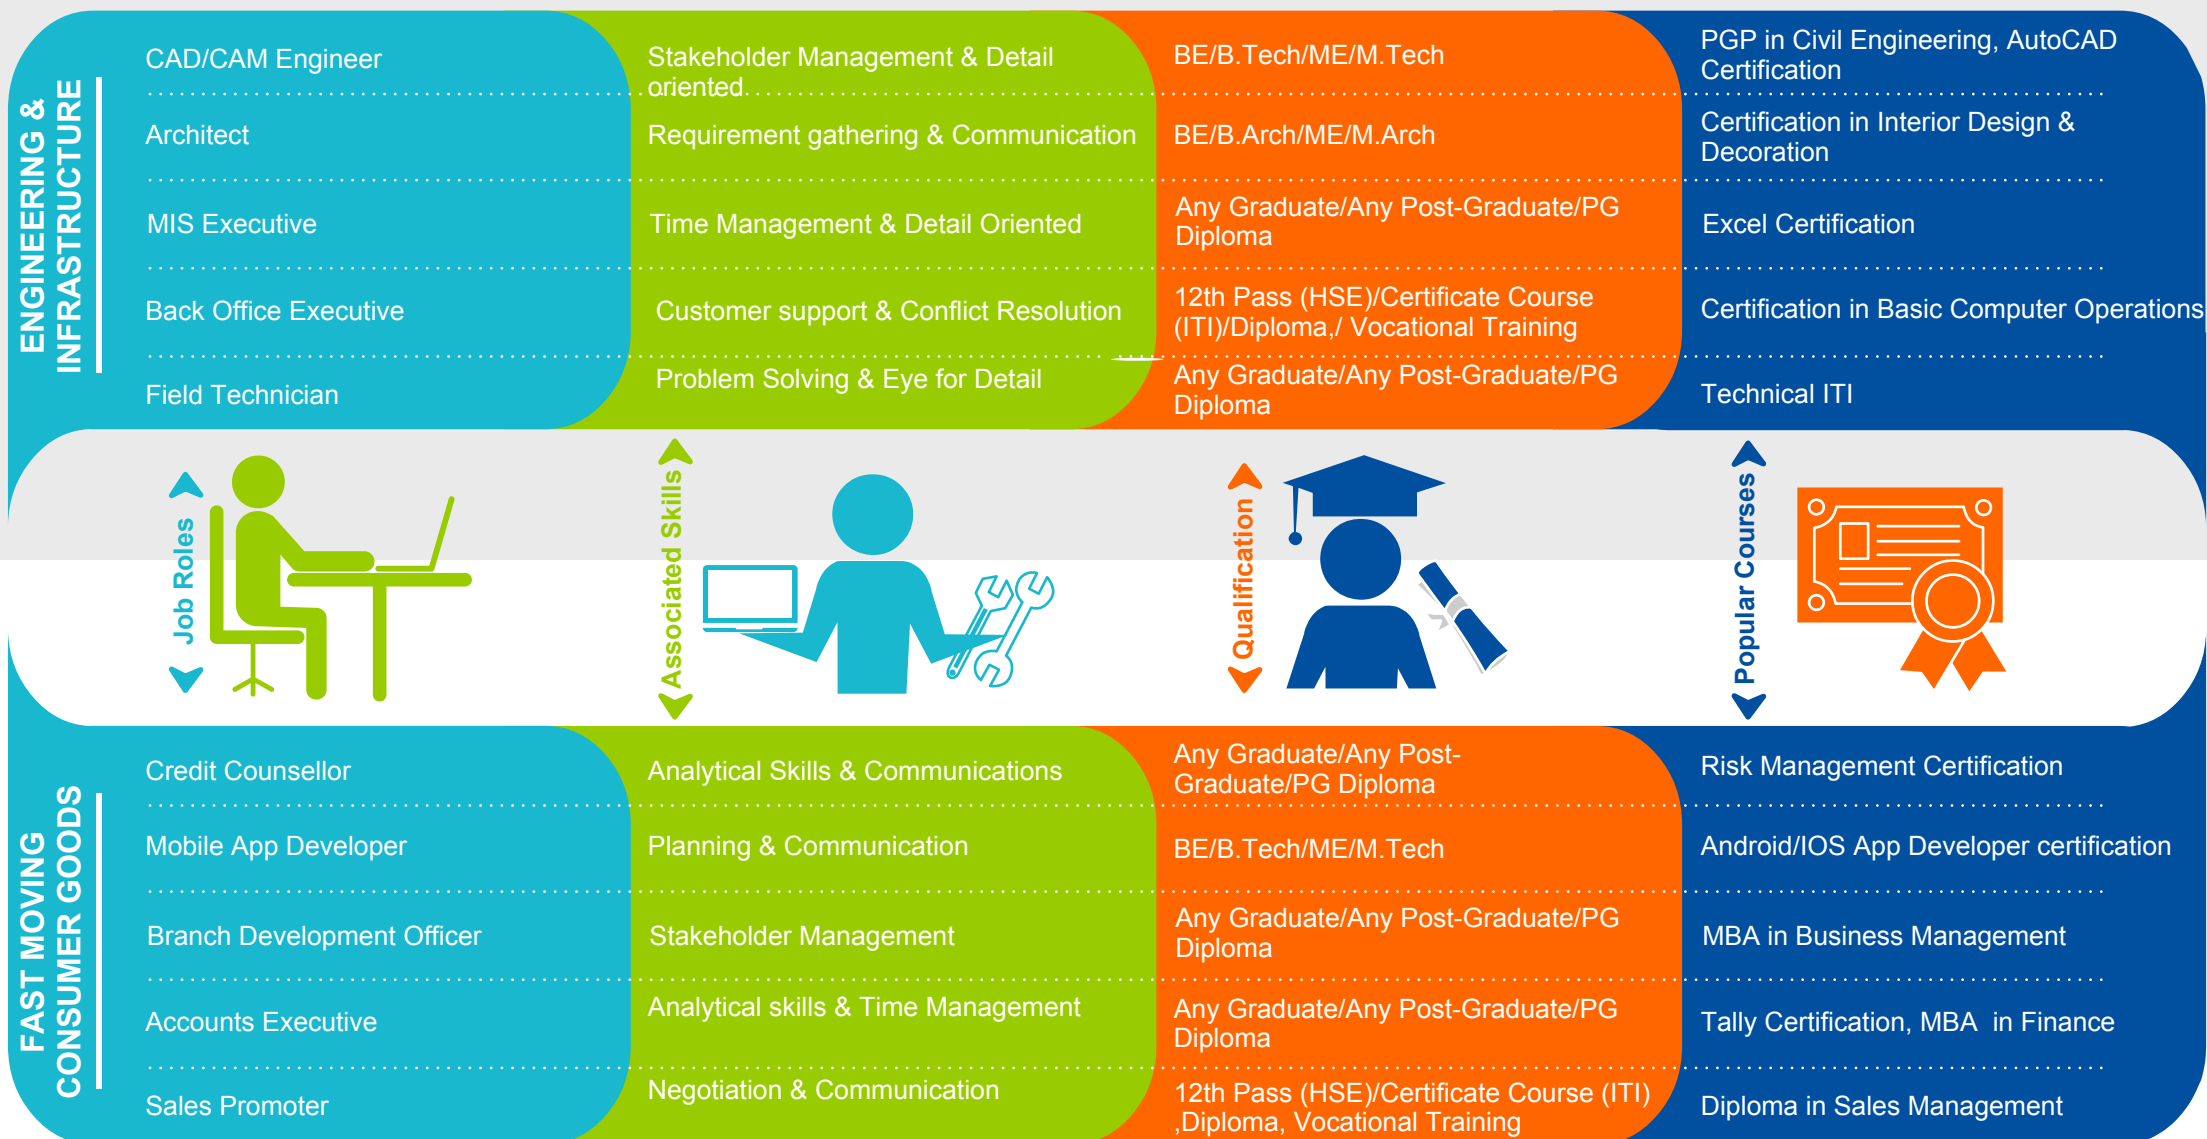 ENGINEERING &
INFRASTRUCTURE
CAD/CAM Engineer
Stakeholder Management & Detail
oriented
BE/B.Tech/ME/M.Tech
PGP in Civil Engineering, AutoCAD
Certification
Architect
Requirement gathering & Communication
BE/B.Arch/ME/M.Arch
Certification in Interior Design &
Decoration
MIS Executive
Time Management & Detail Oriented
Any Graduate/Any Post-Graduate/PG
Diploma
Excel Certification
Back Office Executive
Customer support & Conflict Resolution
12th Pass (HSE)/Certificate Course
(ITI)/Diploma,/ Vocational Training
Certification in Basic Computer Operations
Field Technician
Problem Solving & Eye for Detail
Any Graduate/Any Post-Graduate/PG
Diploma
Technical ITI
Job Roles
Associated Skills
Qualification
Popular Courses
FAST MOVING
CONSUMER GOODS
Credit Counsellor
Analytical Skills & Communications
Any Graduate/Any Post-
Graduate/PG Diploma
Risk Management Certification
Mobile App Developer
Planning & Communication
BE/B.Tech/ME/M.Tech
Android/IOS App Developer certification
Branch Development Officer
Stakeholder Management
Any Graduate/Any Post-Graduate/PG
Diploma
MBA in Business Management
Accounts Executive
Analytical skills & Time Management
Any Graduate/Any Post-Graduate/PG
Diploma
Tally Certification, MBA  in Finance
Sales Promoter
Negotiation & Communication
12th Pass (HSE)/Certificate Course (ITI)
,Diploma, Vocational Training
Diploma in Sales Management